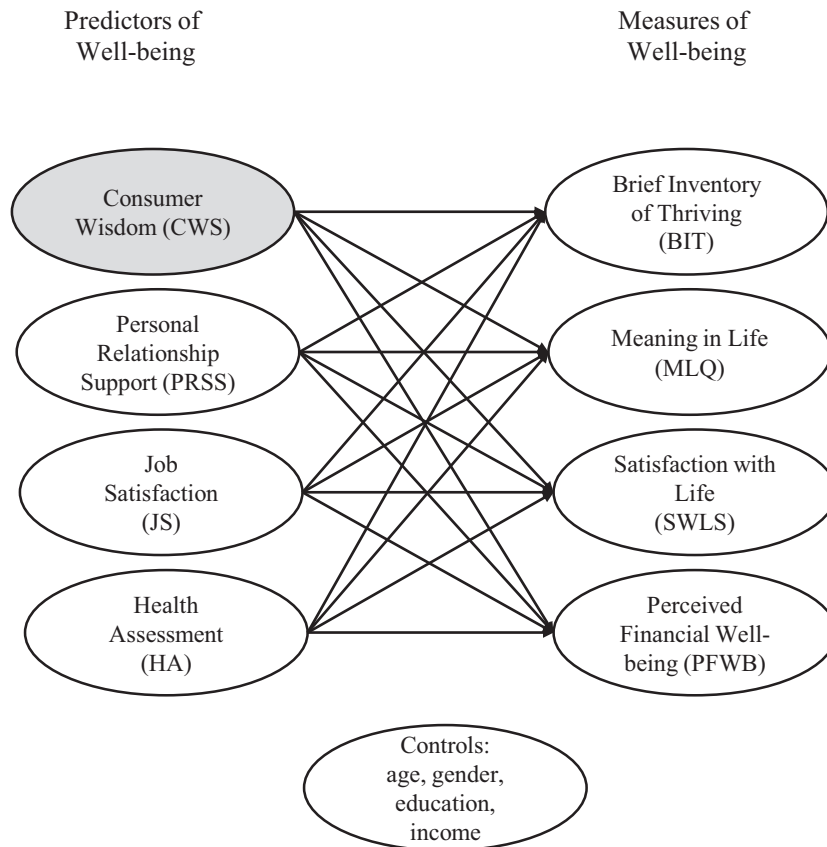 Predictors of
Well-being
Measures of
Well-being
Consumer
Wisdom (CWS)
Brief Inventory
of Thriving
(BIT)
Personal
Relationship
Support (PRSS)
Meaning in Life
(MLQ)
Job
Satisfaction
(JS)
Satisfaction with
Life
(SWLS)
Health
Assessment
(HA)
Perceived
Financial Well-
being (PFWB)
Controls:
age, gender,
education,
income